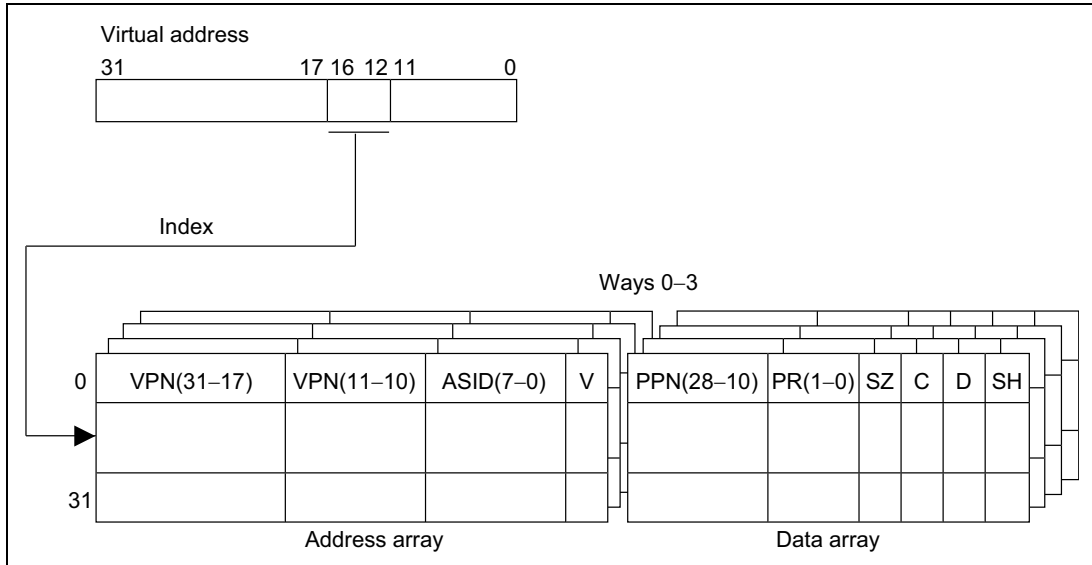 Virtual address
31 17 16 12 11 0
Index
Ways 0–3
0 VPN(31–17) VPN(11–10) ASID(7–0) V PPN(28–10) PR(1–0) SZ C D SH
31
Address array Data array